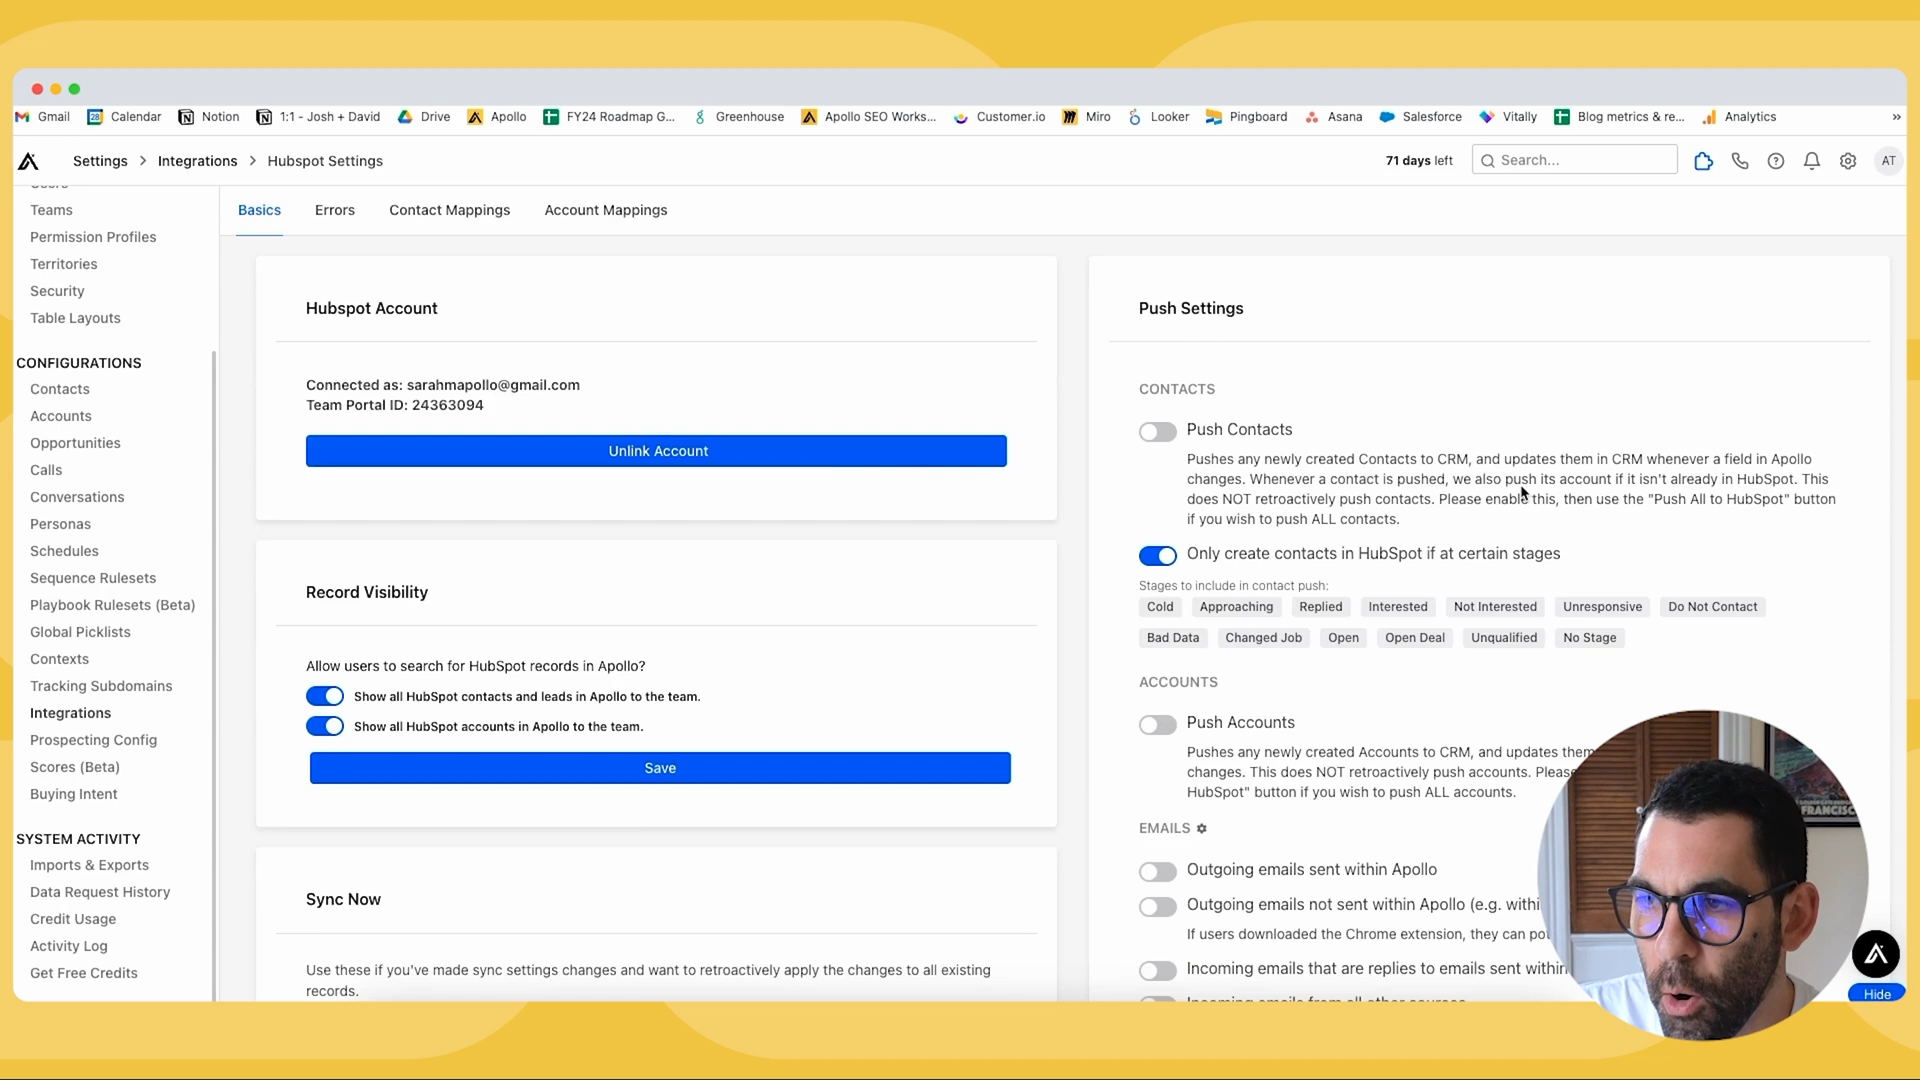 Gmail
28
Calendar
Notion
1:1 - Josh + David
Drive
Apollo
FY24 Roadmap G...
Greenhouse
Apollo SEO Works...
Customer.io
Miro
Looker
Pingboard
Asana
Salesforce
Vitally
Blog metrics & re...
Analytics
»
Settings > Integrations > Hubspot Settings
71 days left
Search...
AT
Users
Teams
Permission Profiles
Territories
Security
Table Layouts
CONFIGURATIONS
Contacts
Accounts
Opportunities
Calls
Conversations
Personas
Schedules
Sequence Rulesets
Playbook Rulesets (Beta)
Global Picklists
Contexts
Tracking Subdomains
Integrations
Prospecting Config
Scores (Beta)
Buying Intent
SYSTEM ACTIVITY
Imports & Exports
Data Request History
Credit Usage
Activity Log
Get Free Credits
Basics
Errors
Contact Mappings
Account Mappings
Hubspot Account
Connected as: sarahmapollo@gmail.com
Team Portal ID: 24363094
Unlink Account
Record Visibility
Allow users to search for HubSpot records in Apollo?
Show all HubSpot contacts and leads in Apollo to the team.
Show all HubSpot accounts in Apollo to the team.
Save
Sync Now
Use these if you've made sync settings changes and want to retroactively apply the changes to all existing
records.
Push Settings
CONTACTS
Push Contacts
Pushes any newly created Contacts to CRM, and updates them in CRM whenever a field in Apollo
changes. Whenever a contact is pushed, we also push its account if it isn't already in HubSpot. This
does NOT retroactively push contacts. Please enable this, then use the "Push All to HubSpot" button
if you wish to push ALL contacts.
Only create contacts in HubSpot if at certain stages
Stages to include in contact push:
Cold
Approaching
Replied
Interested
Not Interested
Unresponsive
Do Not Contact
Bad Data
Changed Job
Open
Open Deal
Unqualified
No Stage
ACCOUNTS
Push Accounts
Pushes any newly created Accounts to CRM, and updates them
changes. This does NOT retroactively push accounts. Please
HubSpot" button if you wish to push ALL accounts.
EMAILS
Outgoing emails sent within Apollo
Outgoing emails not sent within Apollo (e.g. withi
If users downloaded the Chrome extension, they can pot
Incoming emails that are replies to emails sent within
Incoming emails from all other sources
FRANCISC
Hide